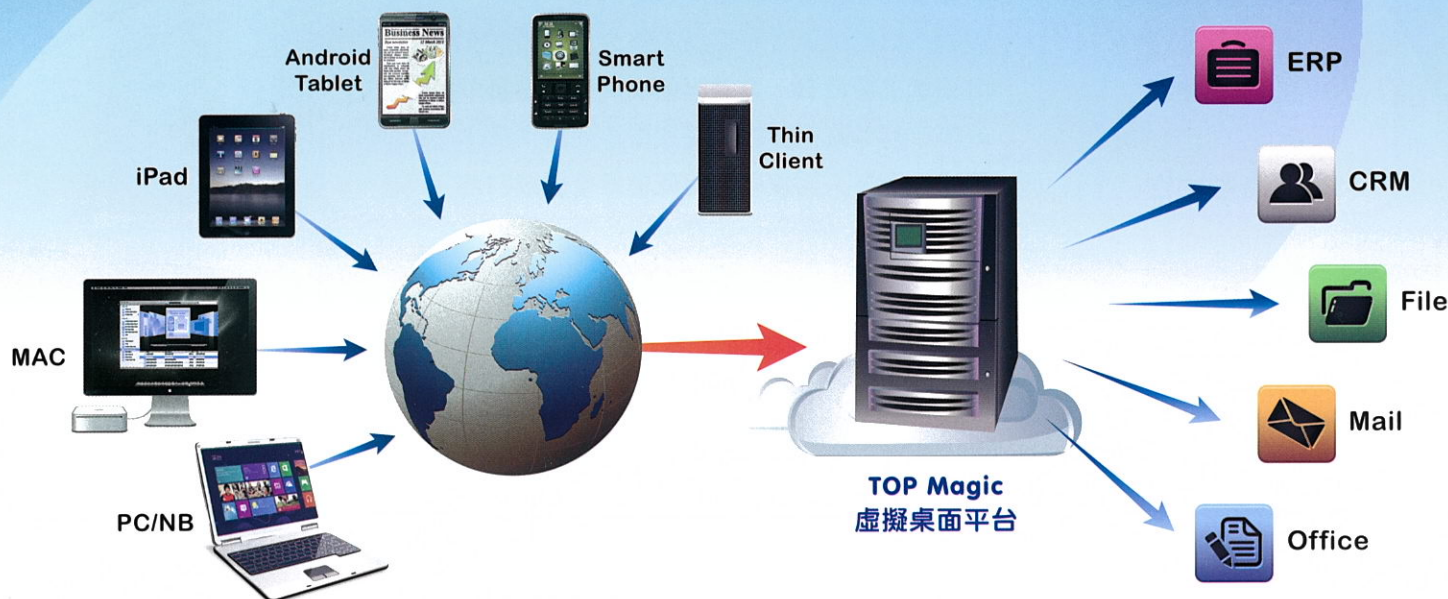 Business News
Android
Tablet
Smart
Phone
Thin
Client
iPad
MAC
PC/NB
TOP Magic
虛擬桌面平台
ERP
CRM
File
Mail
Office